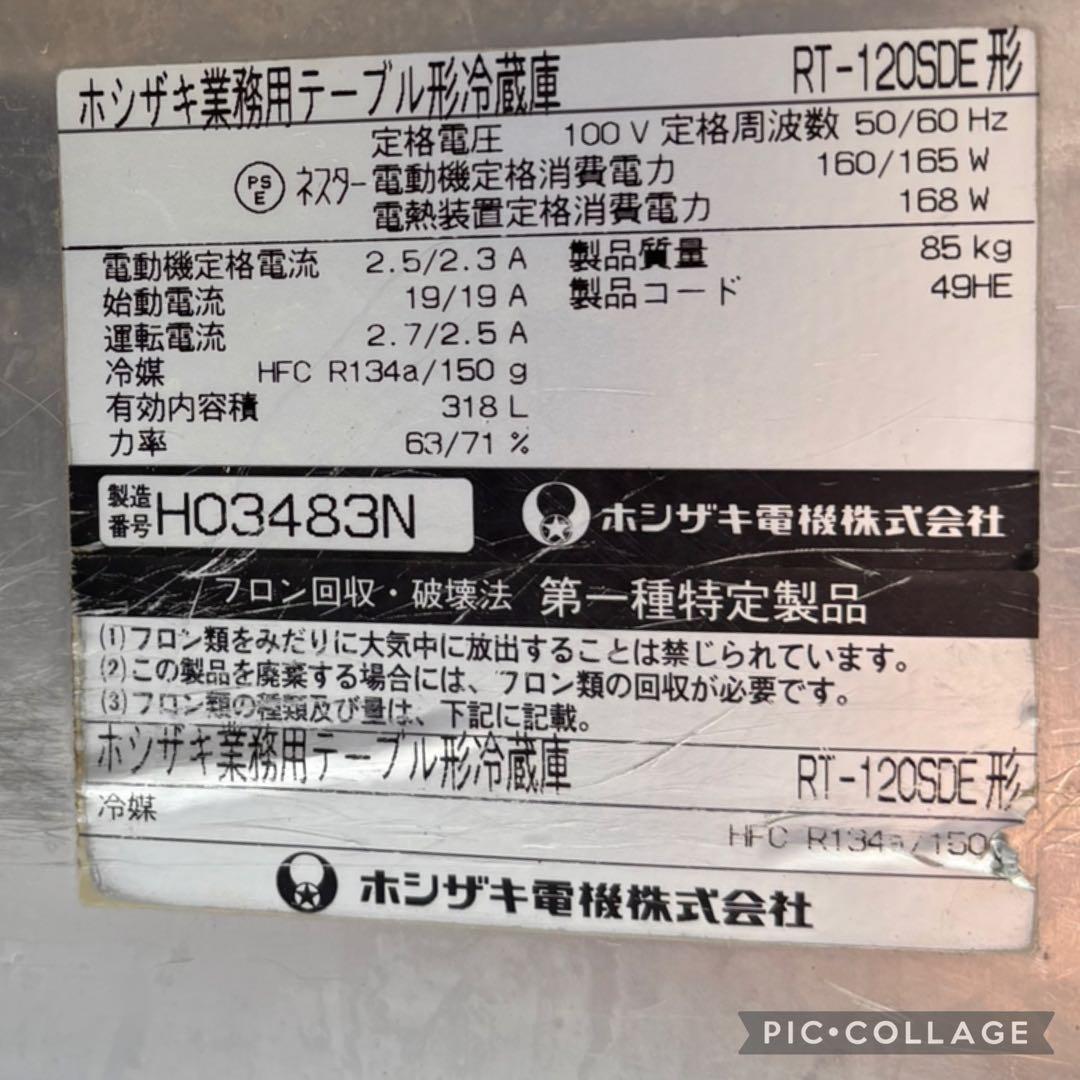 ホシザキ業務用テーブル形冷蔵庫 RT-120SDE形
定格電圧 100V 定格周波数 50/60 Hz
PSE ネスター 電動機定格消費電力 160/165 W
電熱装置定格消費電力 168 W
電動機定格電流 2.5/2.3 A 製品質量 85 kg
始動電流 19/19 A 製品コード 49HE
運転電流 2.7/2.5 A
冷媒 HFC R134a/150 g
有効内容積 318 L
力率 63/71 %
製造番号 H03483N ホシザキ電機株式会社
フロン回収・破壊法 第一種特定製品
(1)フロン類をみだりに大気中に放出することは禁じられています。
(2)この製品を廃棄する場合には、フロン類の回収が必要です。
(3)フロン類の種類及び量は、下記に記載。
ホシザキ業務用テーブル形冷蔵庫 RT-120SDE形
冷媒
HFC R134a/150
ホシザキ電機株式会社
PIC•COLLAGE